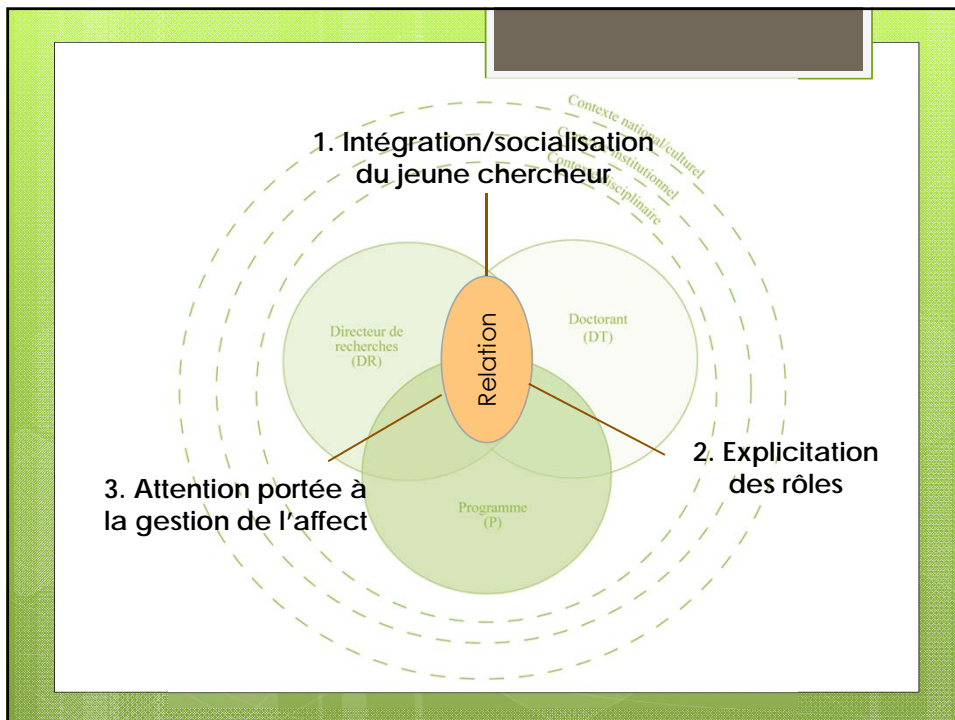 Contexte national/culturel
institutionnel
disciplinaire
1. Intégration/socialisation
du jeune chercheur
Directeur de
recherches
(DR)
Relation
Doctorant
(DT)
2. Explicitation
des rôles
3. Attention portée à
la gestion de l'affect
Programme
(P)